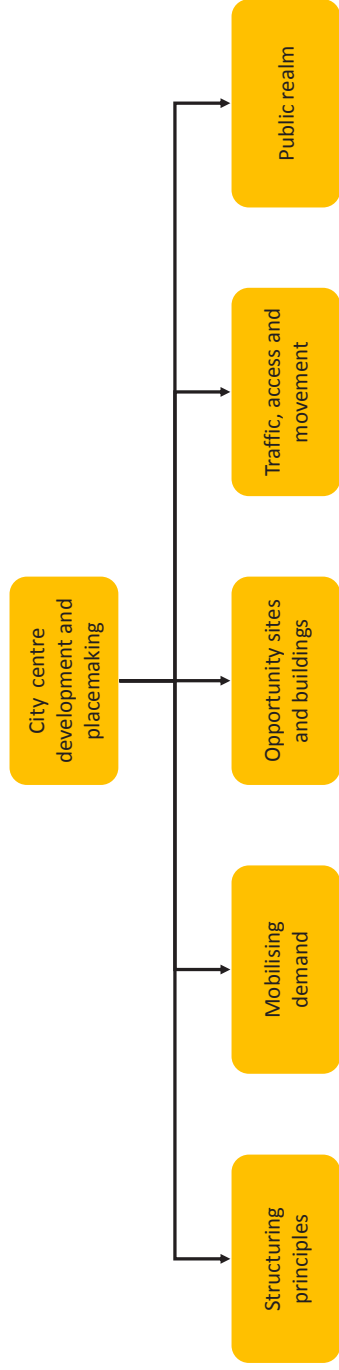 City centre
development and
placemaking
Structuring
principles
Mobilising
demand
Opportunity sites
and buildings
Traffic, access and
movement
Public realm